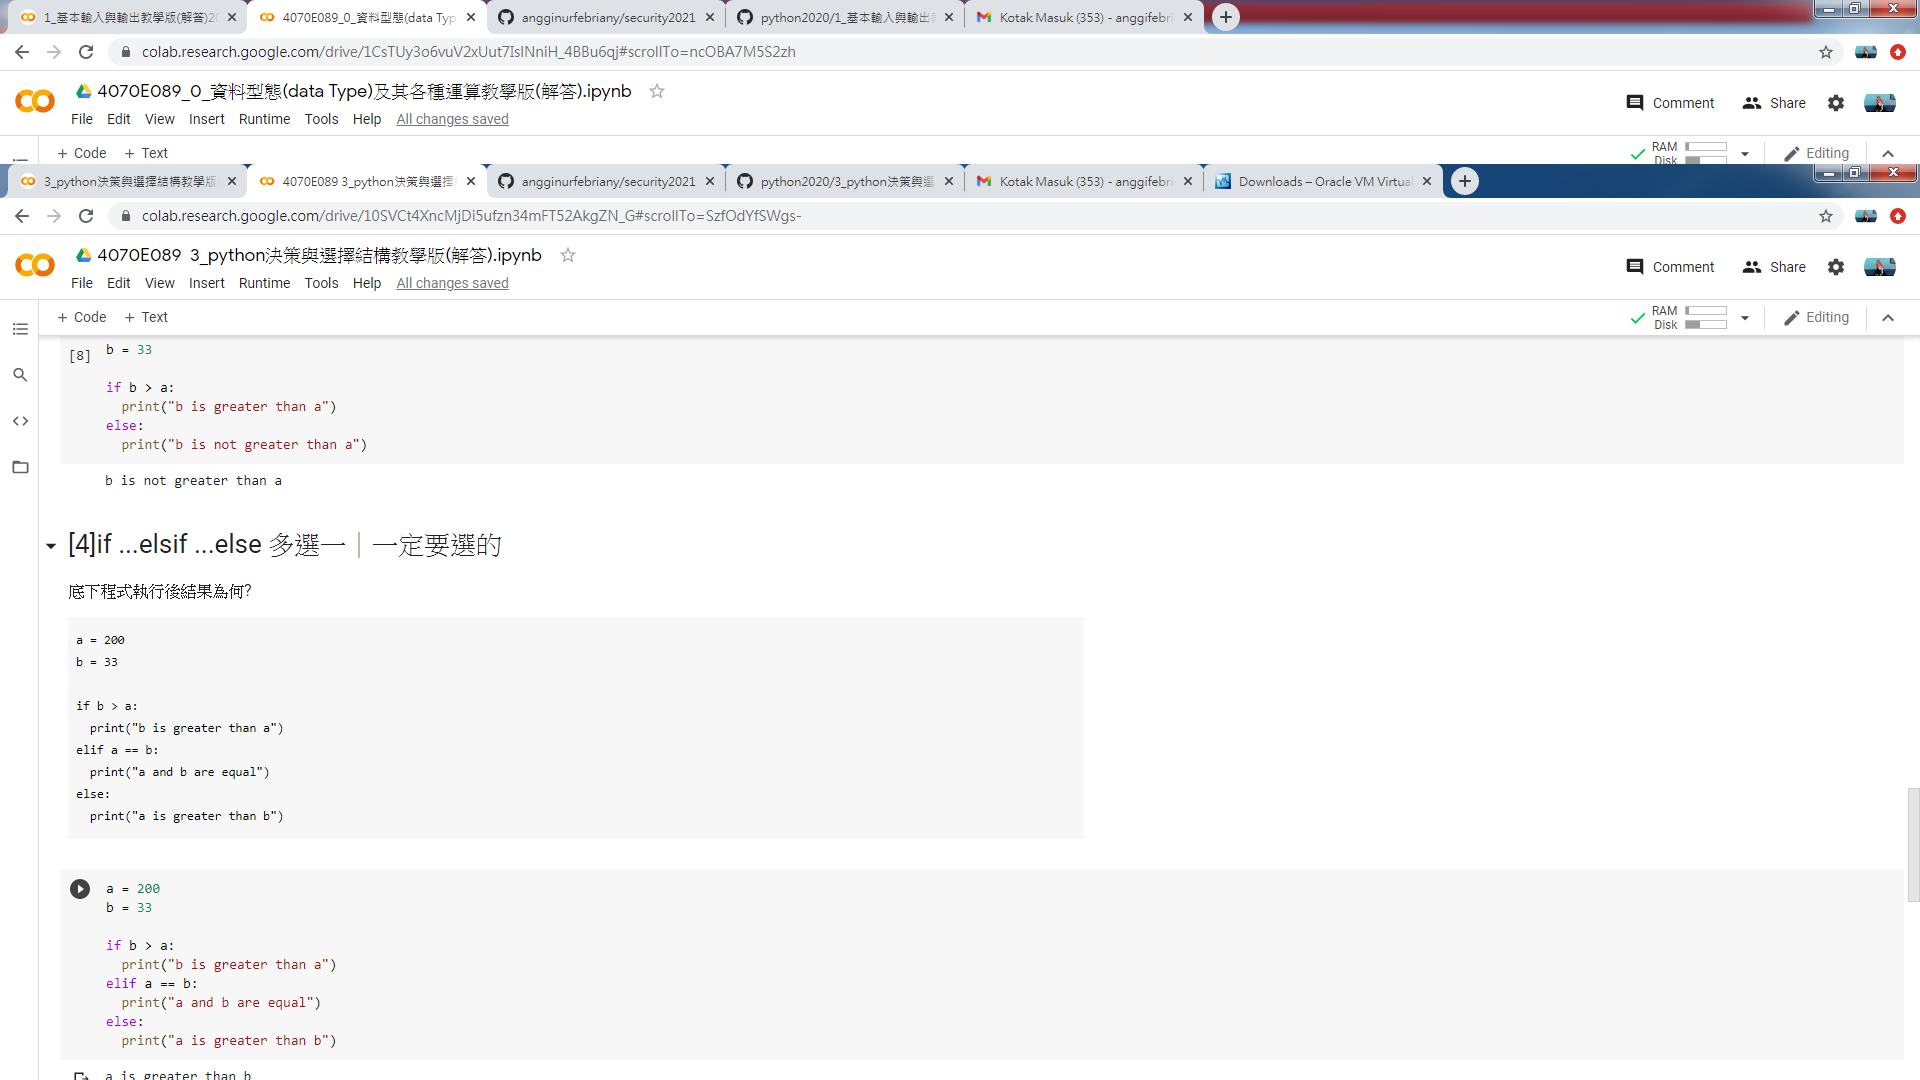 1_基本輸入與輸出教學版(解答)2
4070E089_0_資料型態(data Typ
angginurfebriany/security2021
python2020/1_基本輸入與輸出
Kotak Masuk (353) - anggifebri
colab.research.google.com/drive/1CsTUy3o6vuV2xUut7IsINniH_4BBu6qj#scrollTo=ncOBA7M5S2zh
4070E089_0_資料型態(data Type)及其各種運算教學版(解答).ipynb
Comment
Share
File Edit View Insert Runtime Tools Help All changes saved
+ Code + Text
RAM
Disk
Editing
3_python決策與選擇結構教學版
4070E089 3_python決策與選擇
angginurfebriany/security2021
python2020/3_python決策與選
Kotak Masuk (353) - anggifebri
Downloads – Oracle VM Virtual
colab.research.google.com/drive/10SVCt4XncMjDi5ufzn34mFT52AkgZN_G#scrollTo=SzfOdYfSWgs-
4070E089 3_python決策與選擇結構教學版(解答).ipynb
Comment
Share
File Edit View Insert Runtime Tools Help All changes saved
+ Code + Text
RAM
Disk
Editing
[8] b = 33
if b > a:
print("b is greater than a")
else:
print("b is not greater than a")
b is not greater than a
[4]if ...elsif ...else 多選一 | 一定要選的
底下程式執行後結果為何?
a = 200
b = 33
if b > a:
print("b is greater than a")
elif a == b:
print("a and b are equal")
else:
print("a is greater than b")
a = 200
b = 33
if b > a:
print("b is greater than a")
elif a == b:
print("a and b are equal")
else:
print("a is greater than b")
a is greater than b